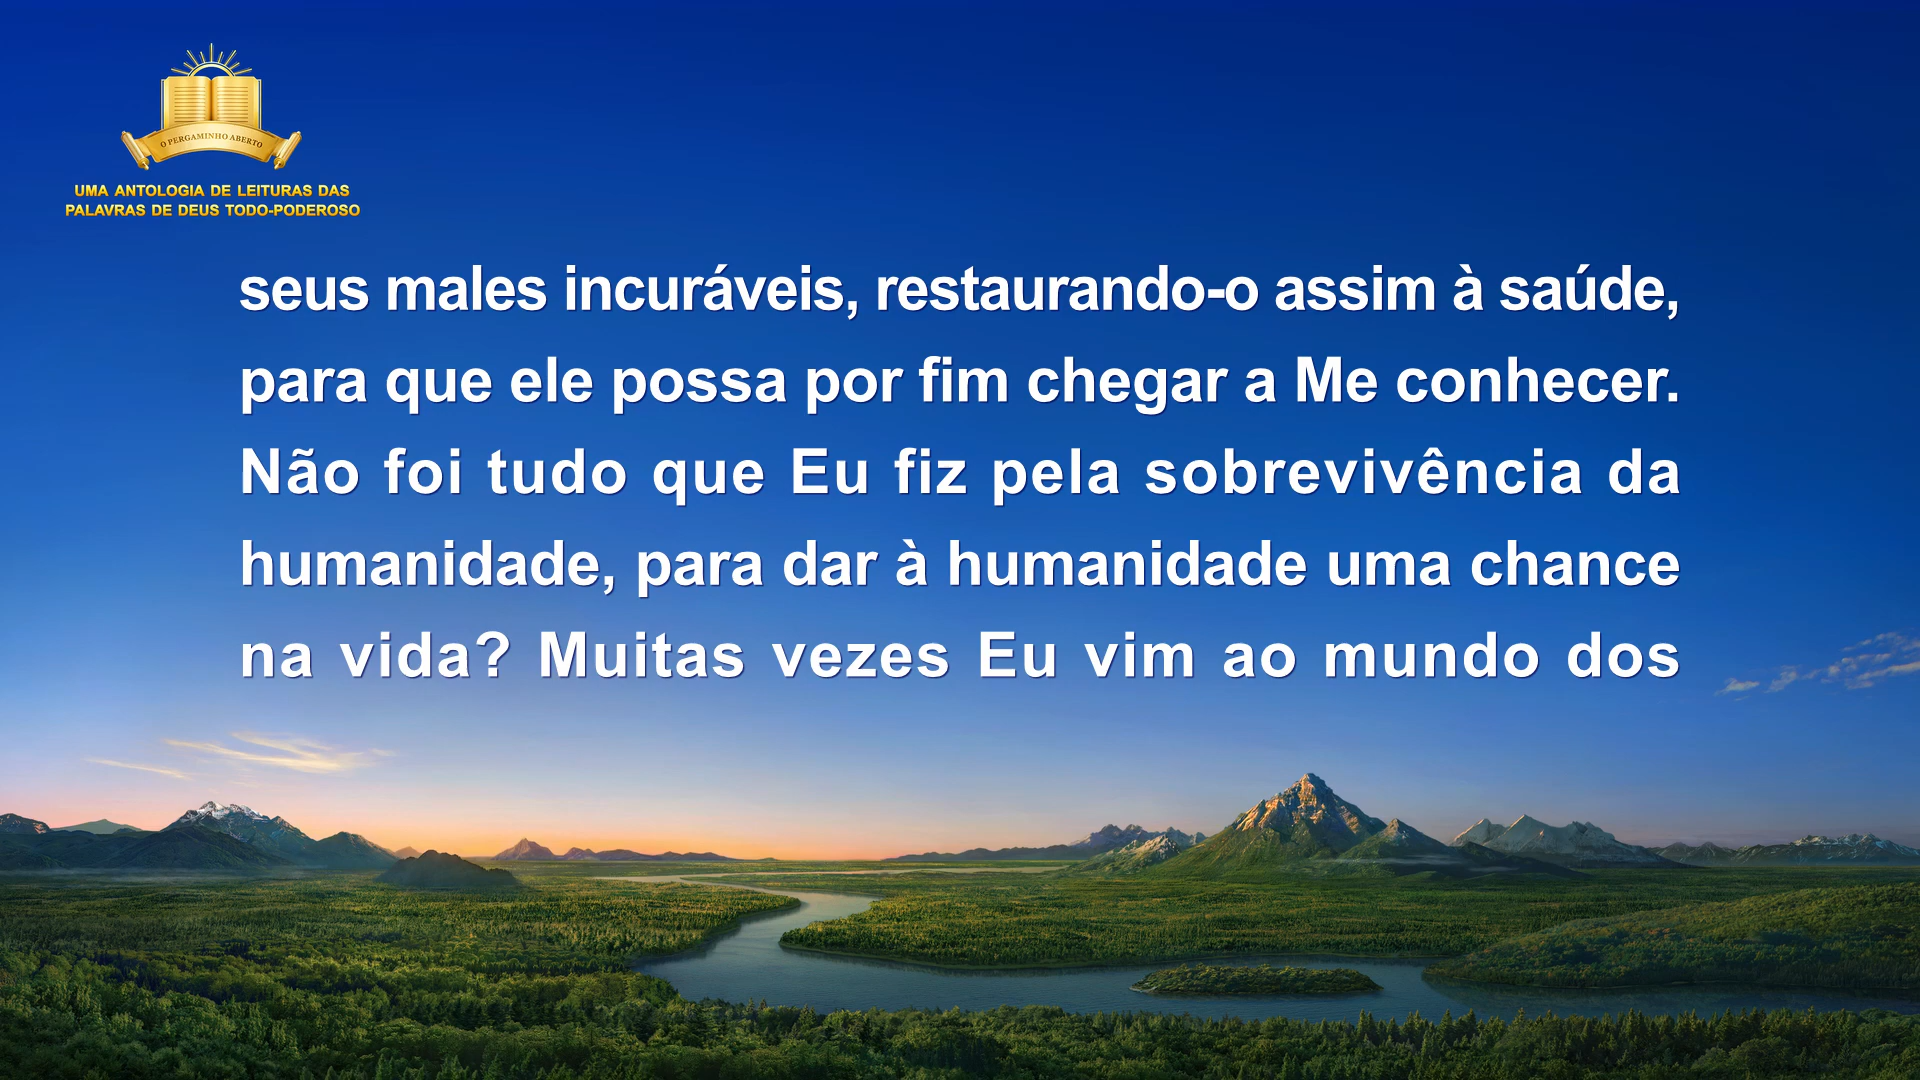 O PERGAMINHO ABERTO
UMA ANTOLOGIA DE LEITURAS DAS
PALAVRAS DE DEUS TODO-PODEROSO
seus males incuráveis, restaurando-o assim à saúde,
para que ele possa por fim chegar a Me conhecer.
Não foi tudo que Eu fiz pela sobrevivência da
humanidade, para dar à humanidade uma chance
na vida? Muitas vezes Eu vim ao mundo dos